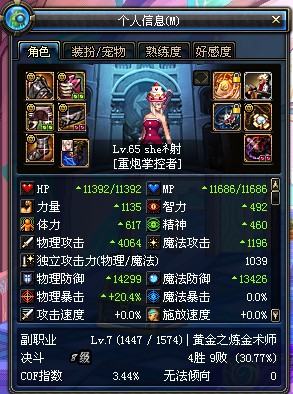 个人信息(M)
角色 装扮/宠物 熟练度 好感度
Lv.65 she衤射
[重炮掌控者]
HP 11392/11392 MP 11686/11686
力量 1135 智力 492
体力 617 精神 460
物理攻击 4064 魔法攻击 1196
独立攻击力(物理/魔法) 1039
物理防御 14299 魔法防御 13426
物理暴击 +20.4% 魔法暴击 0.0%
攻击速度 +0.0% 施放速度 +0.0%
副职业 Lv.7 (1447 / 1574) | 黄金之炼金术师
决斗 8级 4胜 9败 (30.77%)
COF指数 3.44% 无法倾向 0